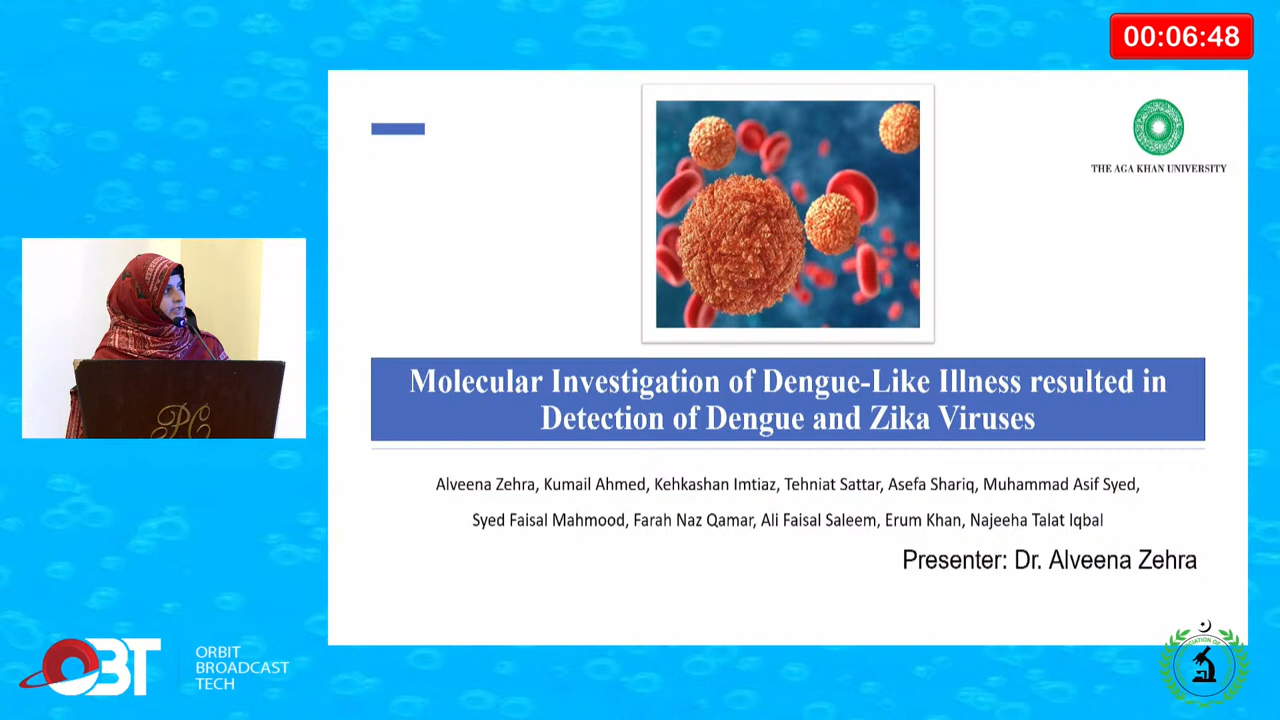 00:06:48
THE AGA KHAN UNIVERSITY
Molecular Investigation of Dengue-Like Illness resulted in
Detection of Dengue and Zika Viruses
Alveena Zehra, Kumail Ahmed, Kehkashan Imtiaz, Tehniat Sattar, Asefa Shariq, Muhammad Asif Syed,
Syed Faisal Mahmood, Farah Naz Qamar, Ali Faisal Saleem, Erum Khan, Najeeha Talat Iqbal
Presenter: Dr. Alveena Zehra
PC
OBT
ORBIT
BROADCAST
TECH